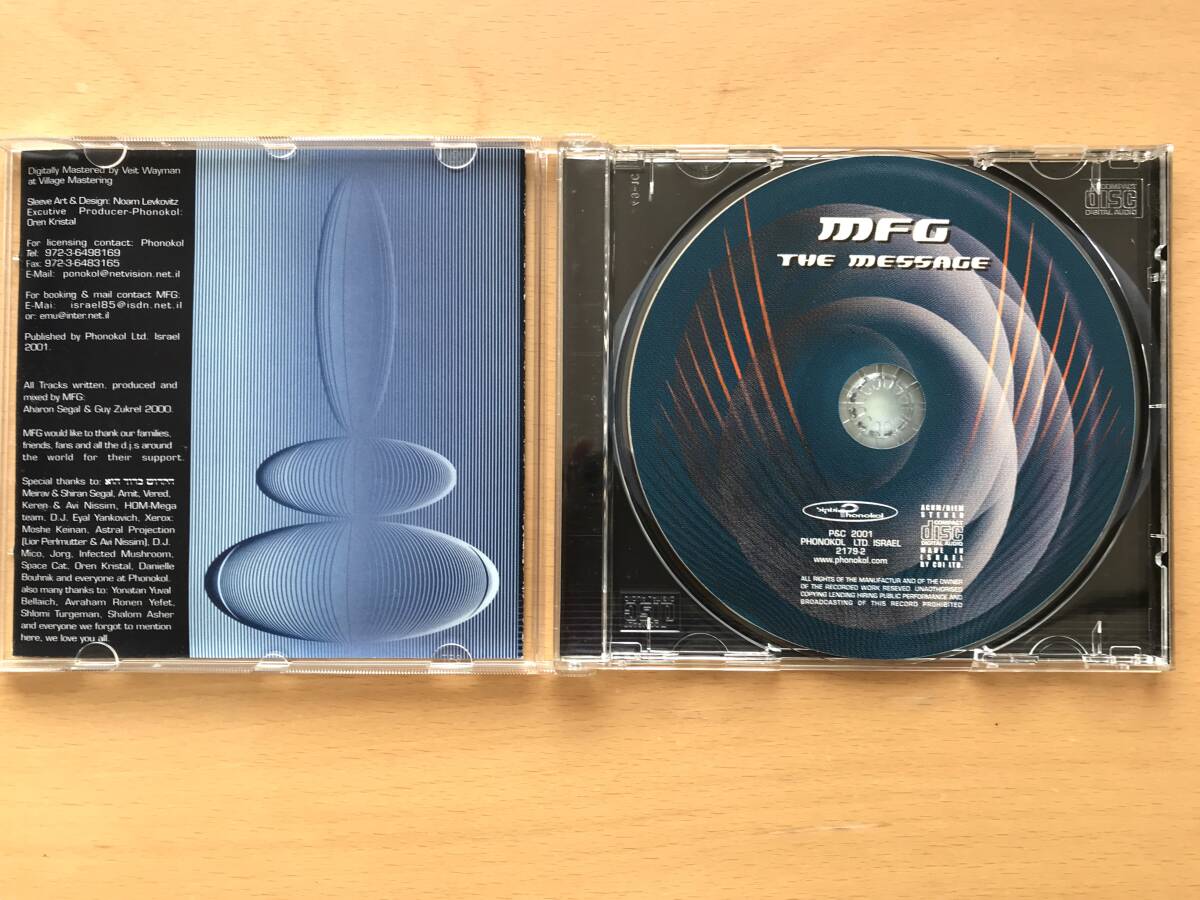 Digitally Mastered by Veit Wayman
at Village Mastering
Sleeve Art & Design: Noam Levkovitz
Excutive Producer-Phonokol:
Oren Kristal
For licensing contact: Phonokol
Tel: 972-3-6498169
Fax: 972-3-6483165
E-Mail: ponokol@netvision.net.il
For booking & mail contact MFG:
E-Mai: israel85@isdn.net.il
or: emu@inter.net.il
Published by Phonokol Ltd. Israel
2001.
All Tracks written, produced and
mixed by MFG:
Aharon Segal & Guy Zukrel 2000.
MFG would like to thank our families,
friends, fans and all the d.j.s around
the world for their support.
Special thanks to: הקדוש ברוך הוא
Meirav & Shiran Segal, Amit, Vered,
Keren & Avi Nissim, HOM-Mega
team, D.J. Eyal Yankovich, Xerox:
Moshe Keinan, Astral Projection
(Lior Perlmutter & Avi Nissim), D.J.
Mico, Jorg, Infected Mushroom,
Space Cat, Oren Kristal, Danielle
Bouhnik and everyone at Phonokol.
also many thanks to: Yonatan Yuval
Bellaich, Avraham Ronen Yefet,
Shlomi Turgeman, Shalom Asher
and everyone we forgot to mention
here, we love you all.
COMPACT
DISC
DIGITAL AUDIO
MFG
THE MESSAGE
Phonokol
P&C 2001
PHONOKOL LTD. ISRAEL
2179-2
www.phonokol.com
ACUM/BIEM
STEREO
COMPACT
DISC
DIGITAL AUDIO
MADE IN
ISRAEL
BY CDI LTD.
ALL RIGHTS OF THE MANUFACTUR AND OF THE OWNER
OF THE RECORDED WORK RESEVED. UNAOTHORISED
COPYING LENDING HIRING PUBLIC PERFORMANCE AND
BROADCASTING OF THIS RECORD PROHIBITED